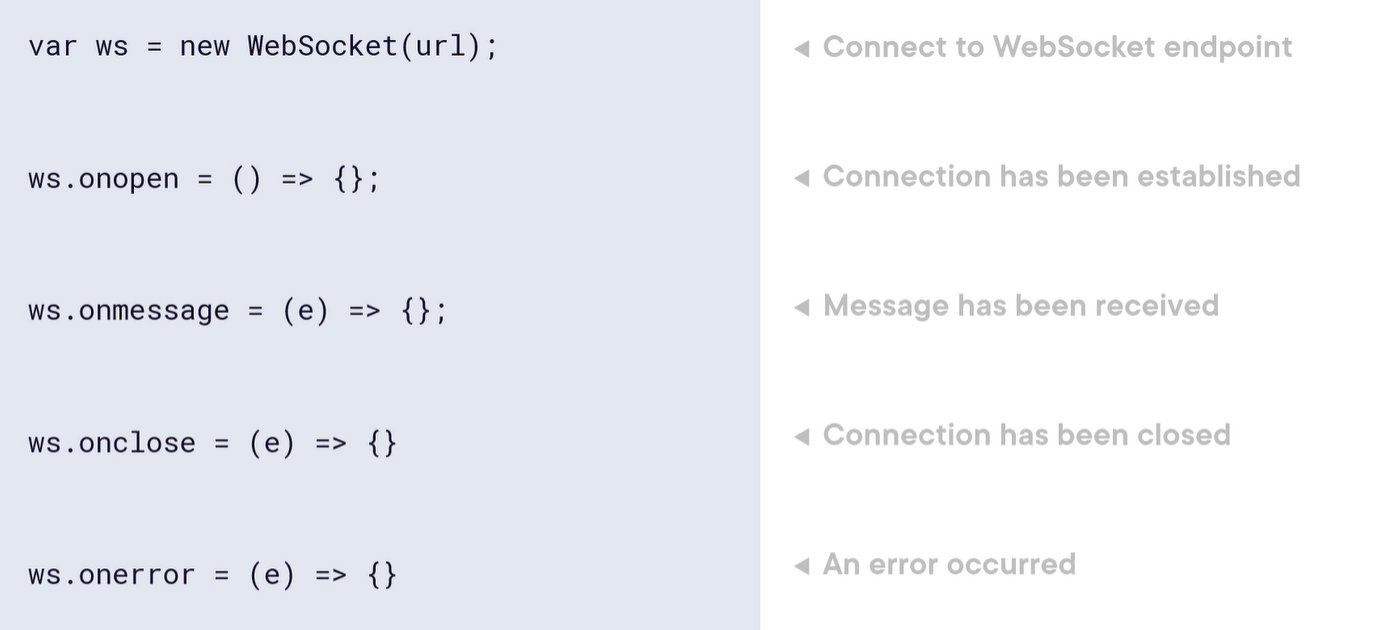 var ws = new WebSocket(url);
◄ Connect to WebSocket endpoint
ws.onopen = () => {};
◄ Connection has been established
ws.onmessage = (e) => {};
◄ Message has been received
ws.onclose = (e) => {}
◄ Connection has been closed
ws.onerror = (e) => {}
◄ An error occurred